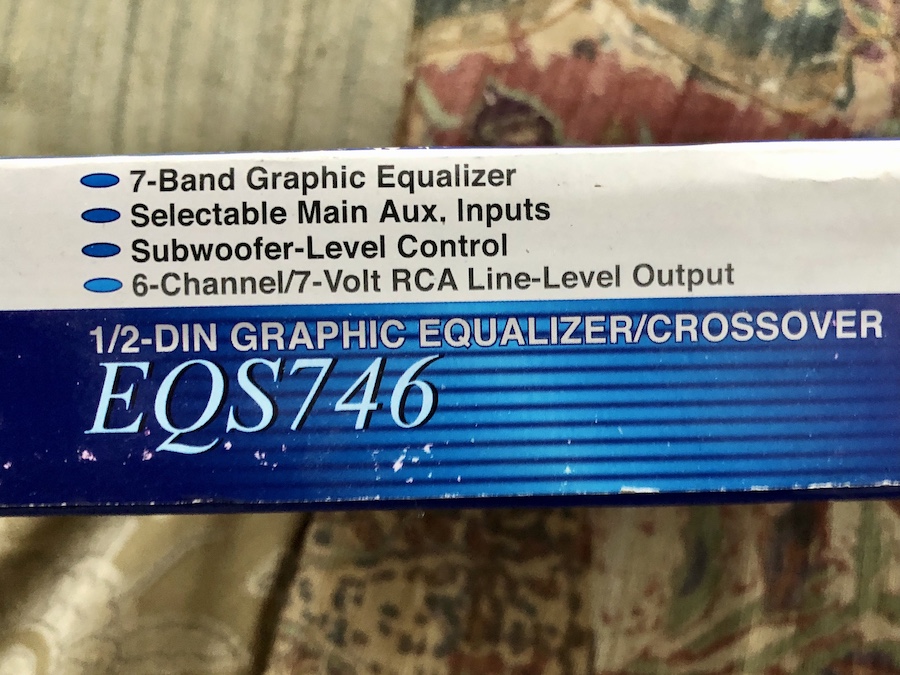 7-Band Graphic Equalizer
Selectable Main Aux. Inputs
Subwoofer-Level Control
6-Channel/7-Volt RCA Line-Level Output
1/2-DIN GRAPHIC EQUALIZER/CROSSOVER
EQS746